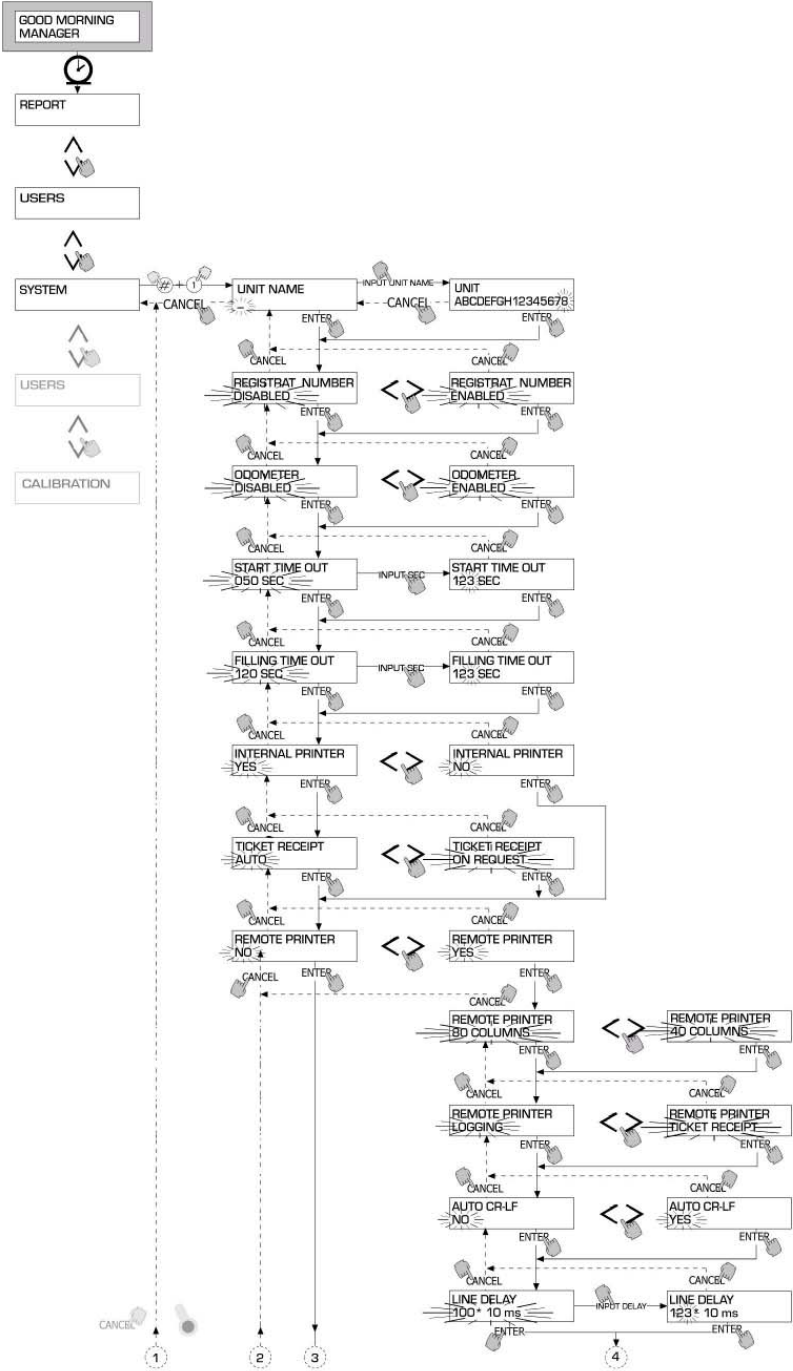 GOOD MORNING
MANAGER
REPORT
USERS
SYSTEM
# + 1
CANCEL
UNIT NAME
_
INPUT UNIT NAME
CANCEL
UNIT
ABCDEFGH12345678
ENTER
ENTER
CANCEL
CANCEL
USERS
REGISTRAT. NUMBER
DISABLED
< >
REGISTRAT. NUMBER
ENABLED
ENTER
ENTER
CANCEL
CANCEL
CALIBRATION
ODOMETER
DISABLED
< >
ODOMETER
ENABLED
ENTER
ENTER
CANCEL
CANCEL
START TIME OUT
050 SEC
INPUT SEC
START TIME OUT
123 SEC
ENTER
ENTER
CANCEL
CANCEL
FILLING TIME OUT
120 SEC
INPUT SEC
FILLING TIME OUT
123 SEC
ENTER
ENTER
CANCEL
CANCEL
INTERNAL PRINTER
YES
< >
INTERNAL PRINTER
NO
ENTER
ENTER
CANCEL
CANCEL
TICKET RECEIPT
AUTO
< >
TICKET RECEIPT
ON REQUEST
ENTER
ENTER
CANCEL
CANCEL
REMOTE PRINTER
NO
< >
REMOTE PRINTER
YES
CANCEL
ENTER
ENTER
CANCEL
REMOTE PRINTER
80 COLUMNS
< >
REMOTE PRINTER
40 COLUMNS
ENTER
ENTER
CANCEL
CANCEL
REMOTE PRINTER
LOGGING
< >
REMOTE PRINTER
TICKET RECEIPT
ENTER
ENTER
CANCEL
CANCEL
AUTO CR-LF
NO
< >
AUTO CR-LF
YES
ENTER
ENTER
CANCEL
CANCEL
LINE DELAY
100* 10 ms
INPUT DELAY
LINE DELAY
123* 10 ms
CANCEL
ENTER
ENTER
1
2
3
4